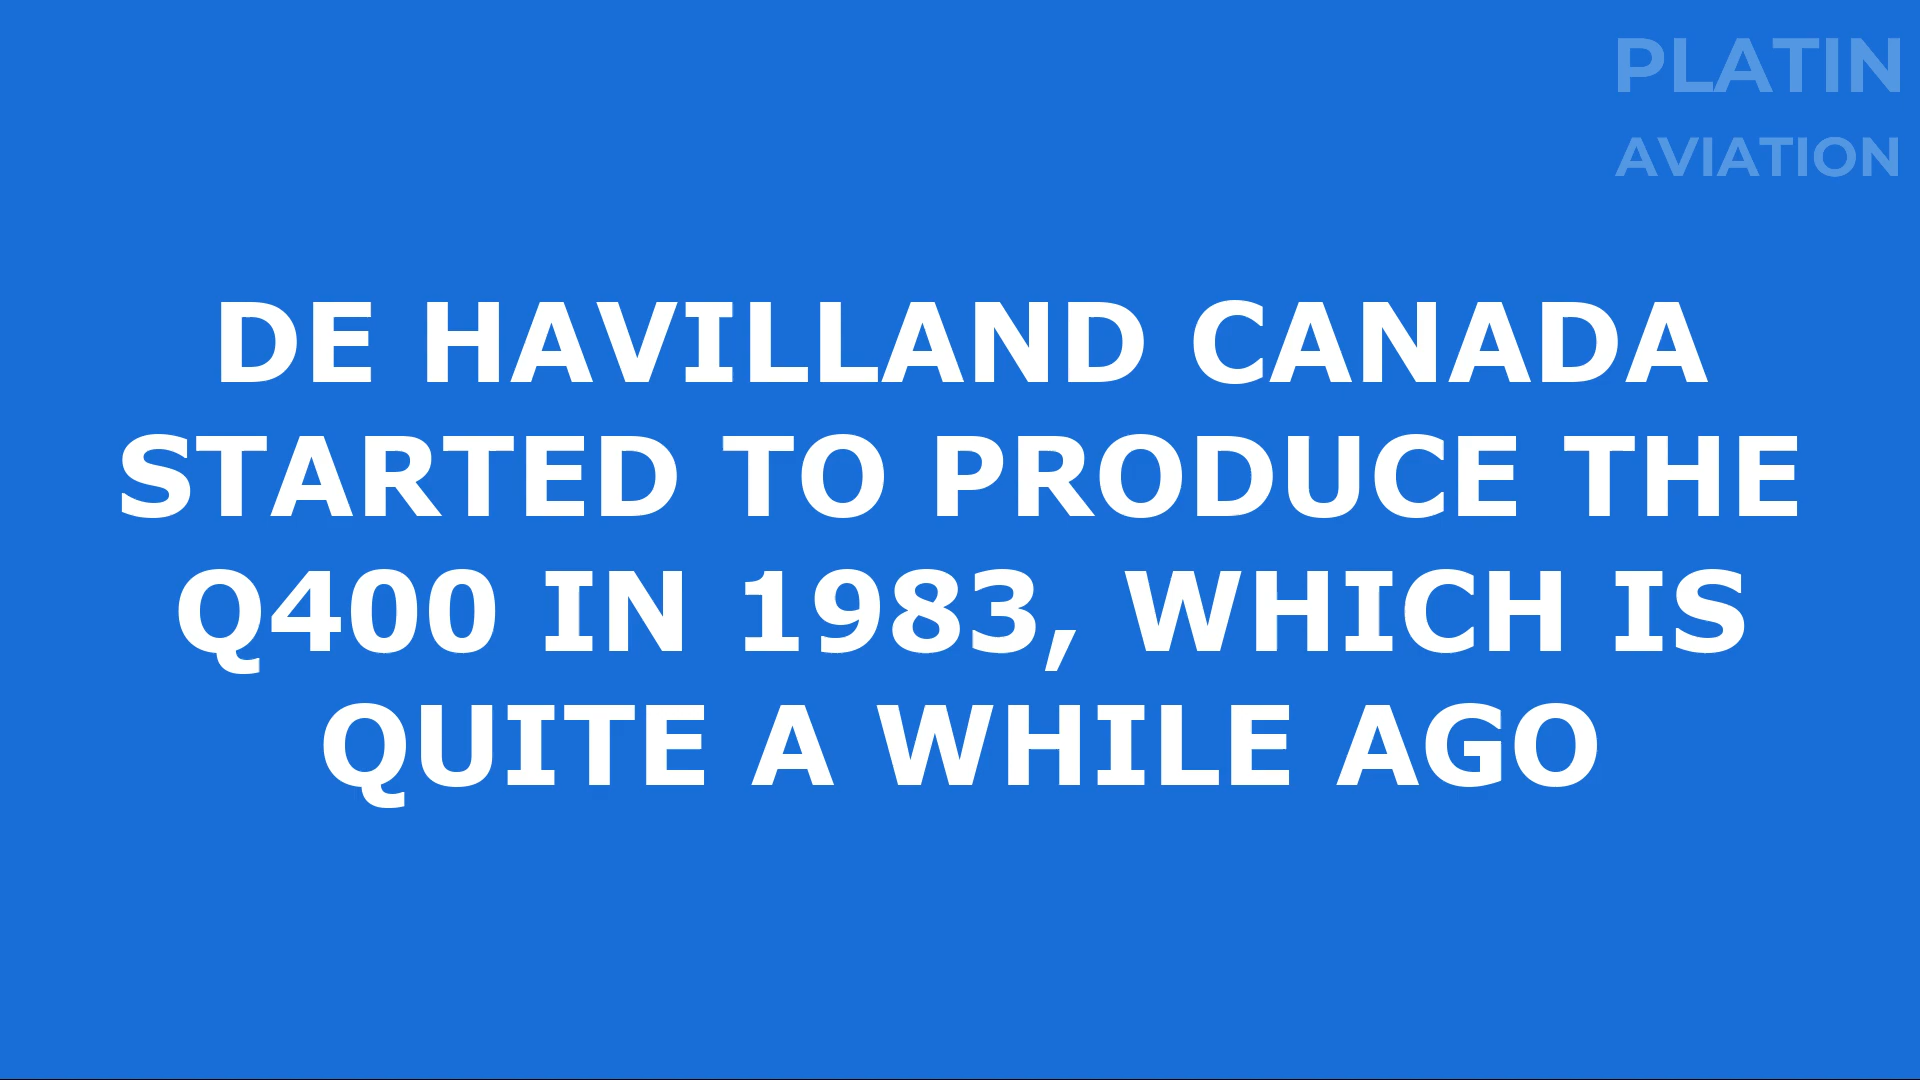 PLATIN
AVIATION
DE HAVILLAND CANADA
STARTED TO PRODUCE THE
Q400 IN 1983, WHICH IS
QUITE A WHILE AGO